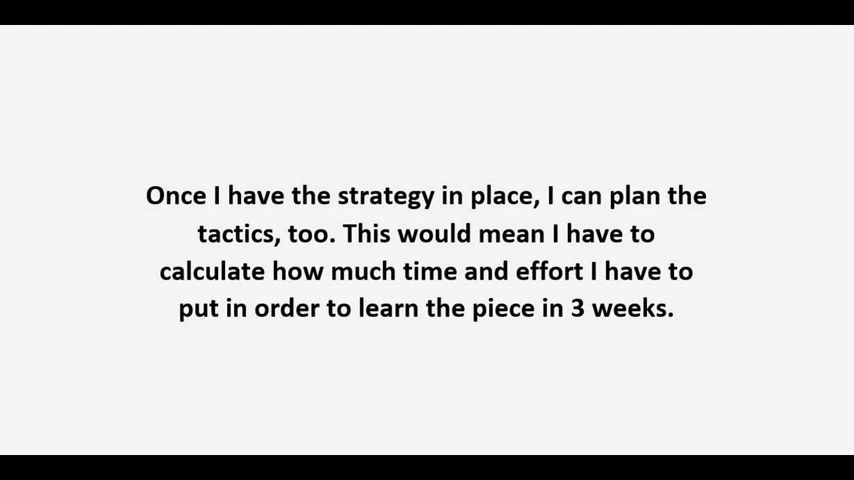 Once I have the strategy in place, I can plan the
tactics, too. This would mean I have to
calculate how much time and effort I have to
put in order to learn the piece in 3 weeks.